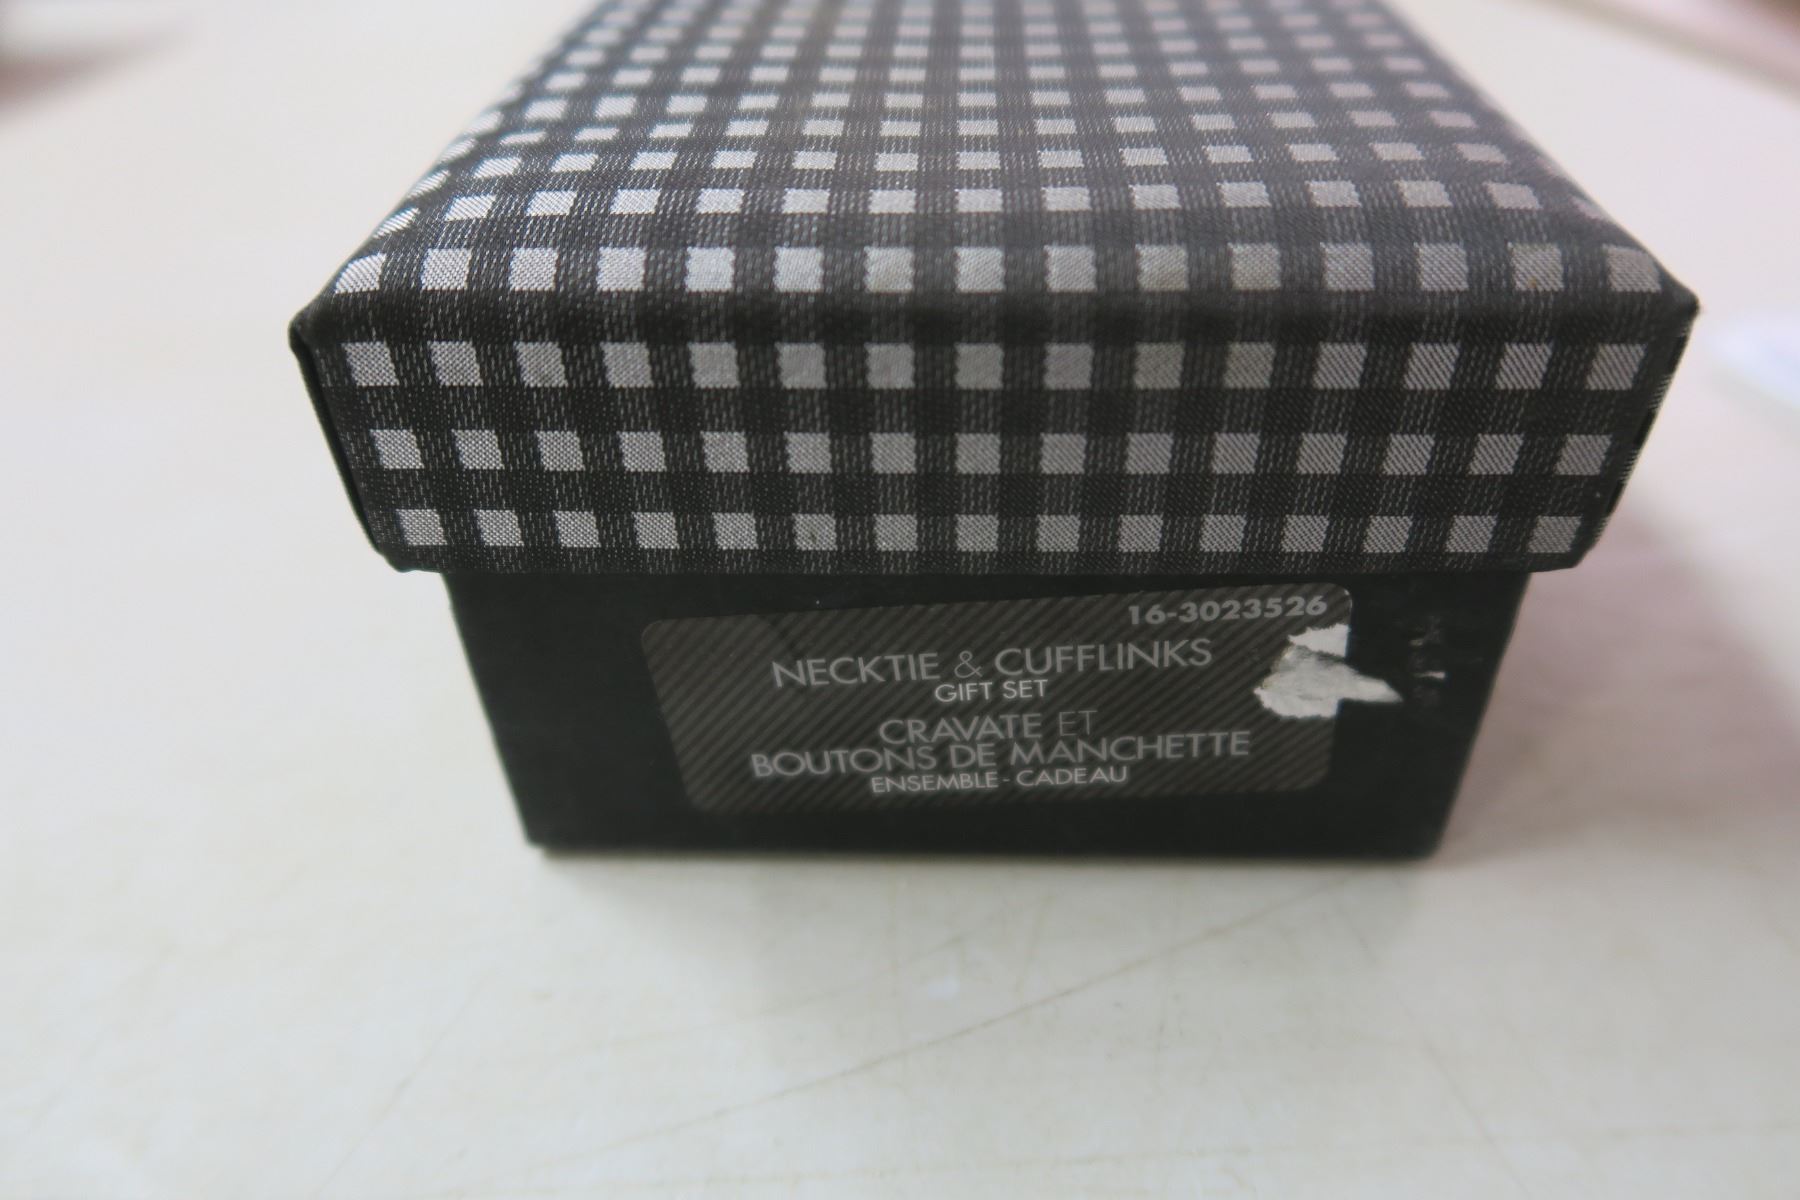 16-3023526
NECKTIE & CUFFLINKS
GIFT SET
CRAVATE ET
BOUTONS DE MANCHETTE
ENSEMBLE-CADEAU